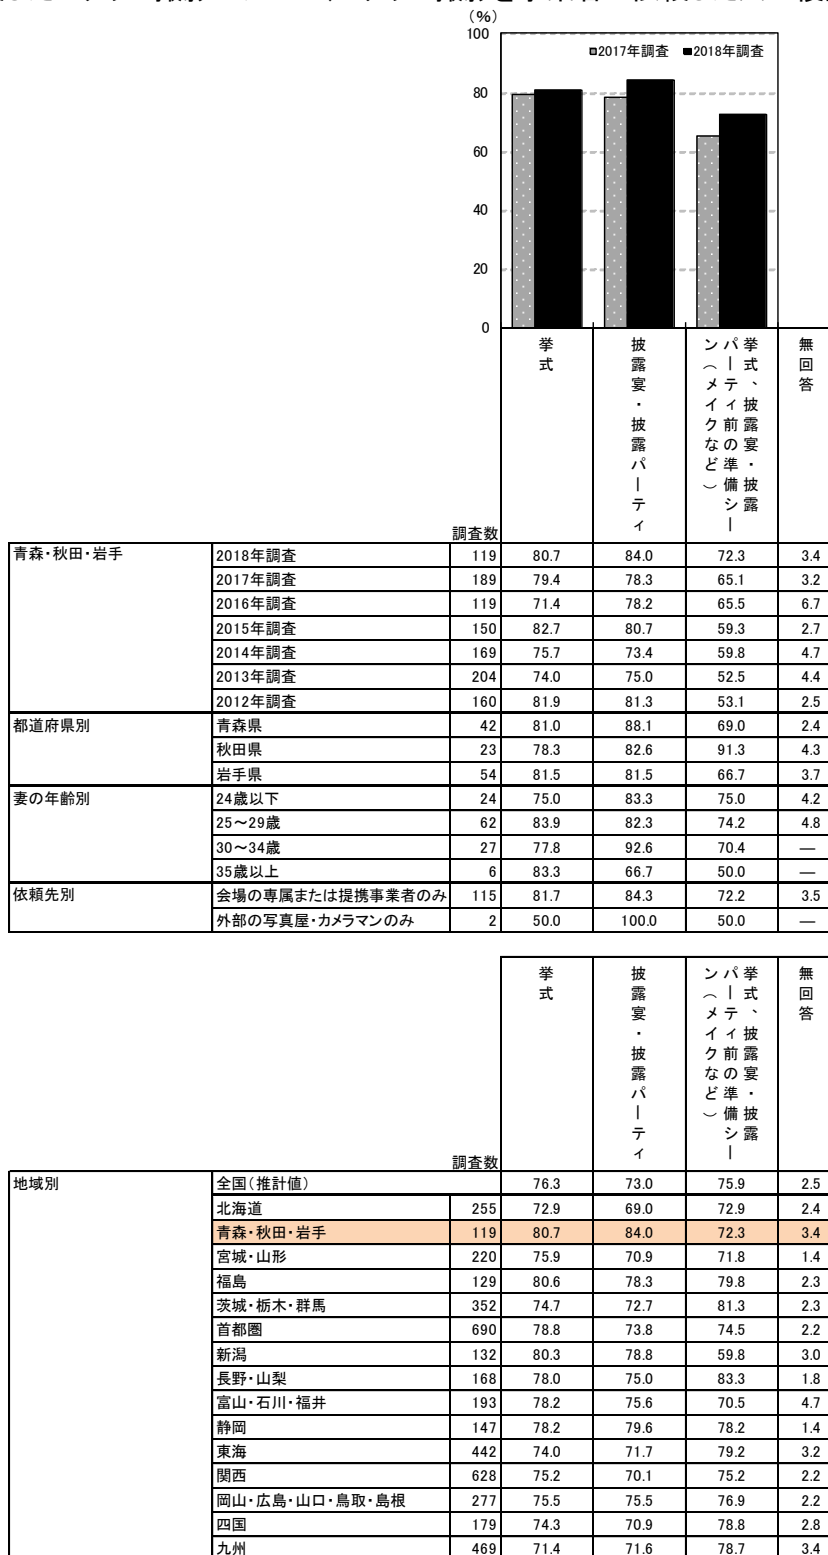 (%)
100
80
60
40
20
0
2017年調査 2018年調査
挙式
披露宴・披露パーティ
挙式、披露宴・披露パーティ前の準備シーン(メイクなど)
無回答
調査数
青森・秋田・岩手 2018年調査 119 80.7 84.0 72.3 3.4
2017年調査 189 79.4 78.3 65.1 3.2
2016年調査 119 71.4 78.2 65.5 6.7
2015年調査 150 82.7 80.7 59.3 2.7
2014年調査 169 75.7 73.4 59.8 4.7
2013年調査 204 74.0 75.0 52.5 4.4
2012年調査 160 81.9 81.3 53.1 2.5
都道府県別 青森県 42 81.0 88.1 69.0 2.4
秋田県 23 78.3 82.6 91.3 4.3
岩手県 54 81.5 81.5 66.7 3.7
妻の年齢別 24歳以下 24 75.0 83.3 75.0 4.2
25~29歳 62 83.9 82.3 74.2 4.8
30~34歳 27 77.8 92.6 70.4 —
35歳以上 6 83.3 66.7 50.0 —
依頼先別 会場の専属または提携事業者のみ 115 81.7 84.3 72.2 3.5
外部の写真屋・カメラマンのみ 2 50.0 100.0 50.0 —
挙式
披露宴・披露パーティ
挙式、披露宴・披露パーティ前の準備シーン(メイクなど)
無回答
調査数
地域別 全国(推計値) 76.3 73.0 75.9 2.5
北海道 255 72.9 69.0 72.9 2.4
青森・秋田・岩手 119 80.7 84.0 72.3 3.4
宮城・山形 220 75.9 70.9 71.8 1.4
福島 129 80.6 78.3 79.8 2.3
茨城・栃木・群馬 352 74.7 72.7 81.3 2.3
首都圏 690 78.8 73.8 74.5 2.2
新潟 132 80.3 78.8 59.8 3.0
長野・山梨 168 78.0 75.0 83.3 1.8
富山・石川・福井 193 78.2 75.6 70.5 4.7
静岡 147 78.2 79.6 78.2 1.4
東海 442 74.0 71.7 79.2 3.2
関西 628 75.2 70.1 75.2 2.2
岡山・広島・山口・鳥取・島根 277 75.5 75.5 76.9 2.2
四国 179 74.3 70.9 78.8 2.8
九州 469 71.4 71.6 78.7 3.4